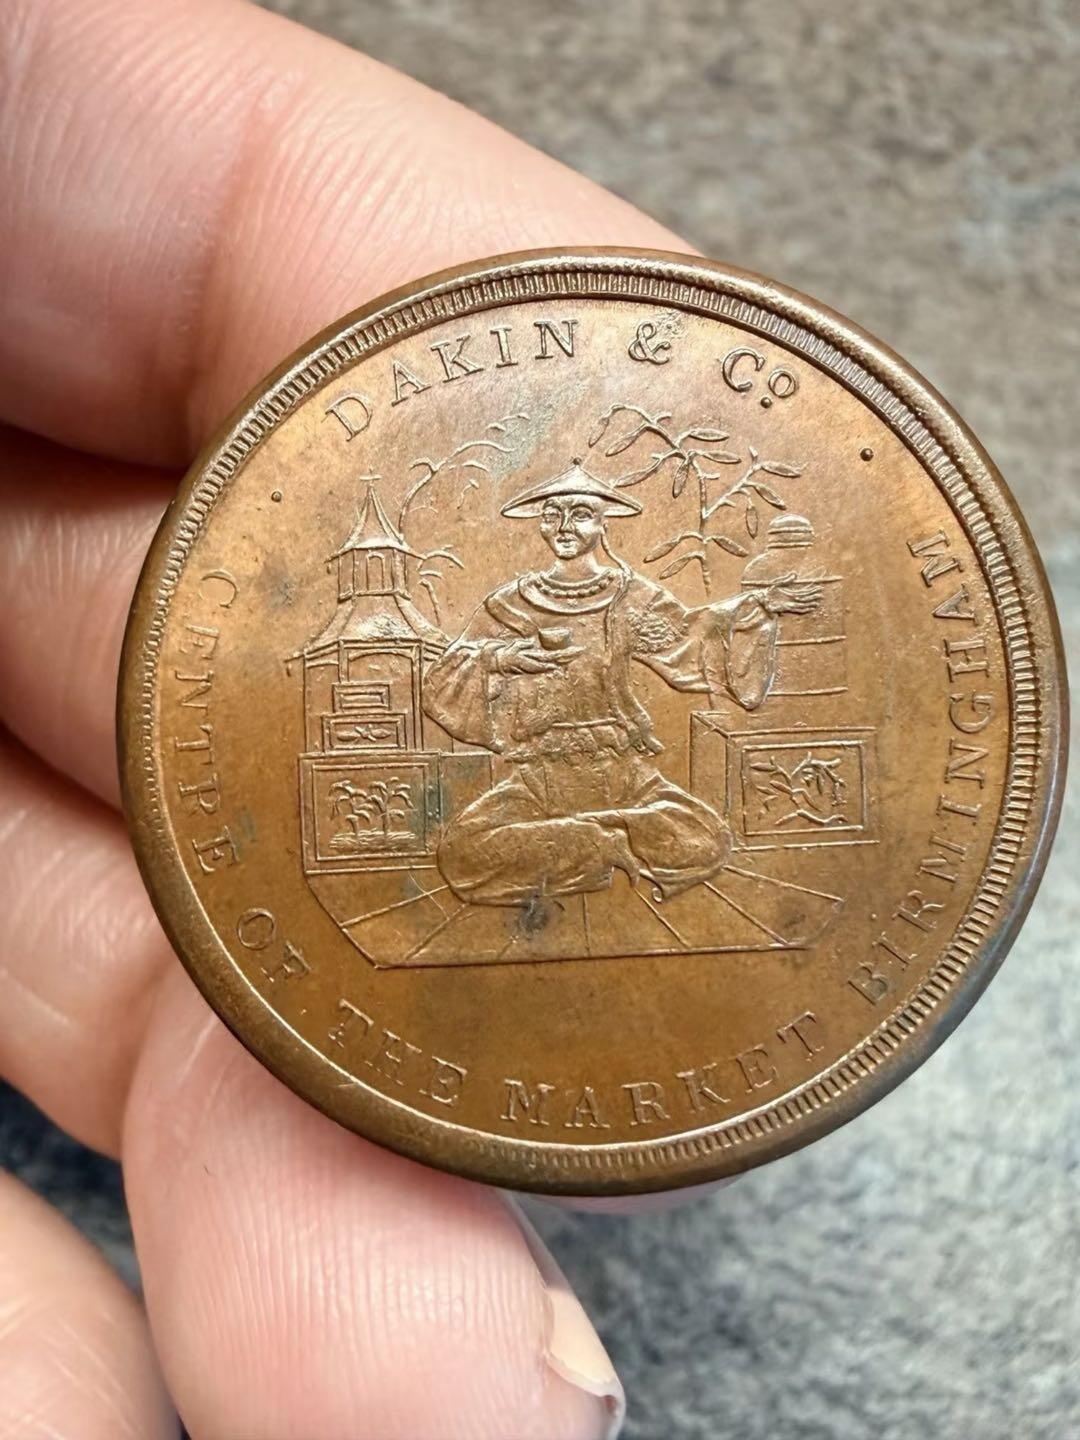 DAKIN & Cº
CENTRE OF THE MARKET BIRMINGHAM